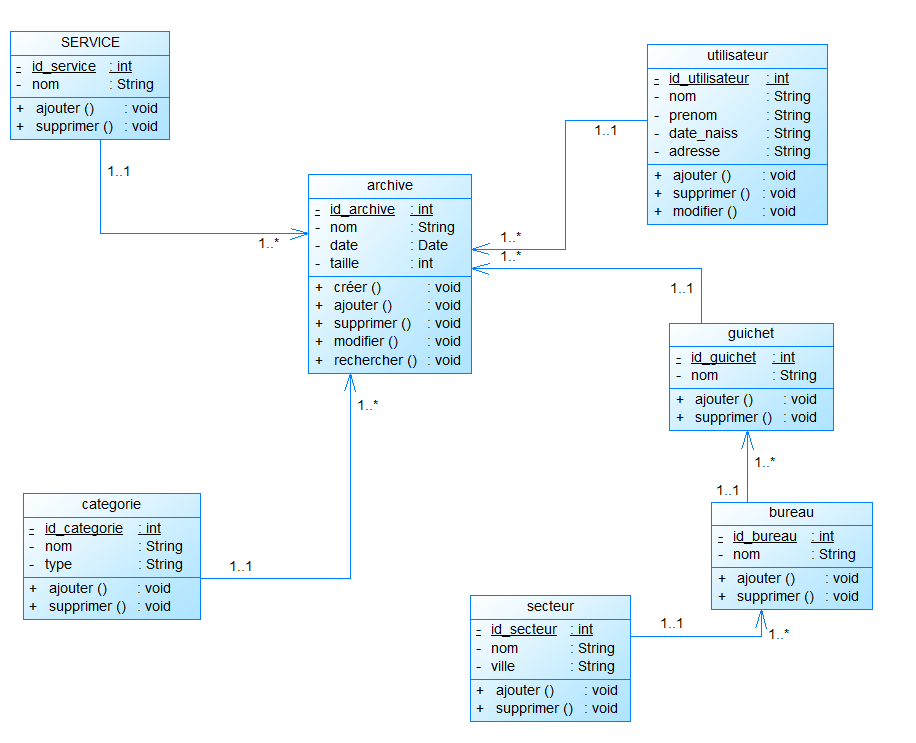 SERVICE
- id_service : int
- nom : String
+ ajouter () : void
+ supprimer () : void
1..1
1..*
utilisateur
- id_utilisateur : int
- nom : String
- prenom : String
- date_naiss : String
- adresse : String
+ ajouter () : void
+ supprimer () : void
+ modifier () : void
1..1
1..*
archive
- id_archive : int
- nom : String
- date : Date
- taille : int
+ créer () : void
+ ajouter () : void
+ supprimer () : void
+ modifier () : void
+ rechercher () : void
1..*
1..1
guichet
- id_guichet : int
- nom : String
+ ajouter () : void
+ supprimer () : void
1..*
1..*
1..1
categorie
- id_categorie : int
- nom : String
- type : String
+ ajouter () : void
+ supprimer () : void
1..1
bureau
- id_bureau : int
- nom : String
+ ajouter () : void
+ supprimer () : void
secteur
- id_secteur : int
- nom : String
- ville : String
+ ajouter () : void
+ supprimer () : void
1..1
1..*